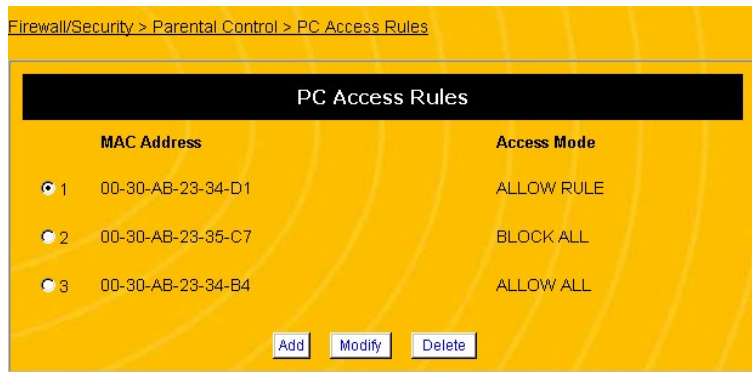 Firewall/Security > Parental Control > PC Access Rules
PC Access Rules
MAC Address Access Mode
1 00-30-AB-23-34-D1 ALLOW RULE
2 00-30-AB-23-35-C7 BLOCK ALL
3 00-30-AB-23-34-B4 ALLOW ALL
Add Modify Delete